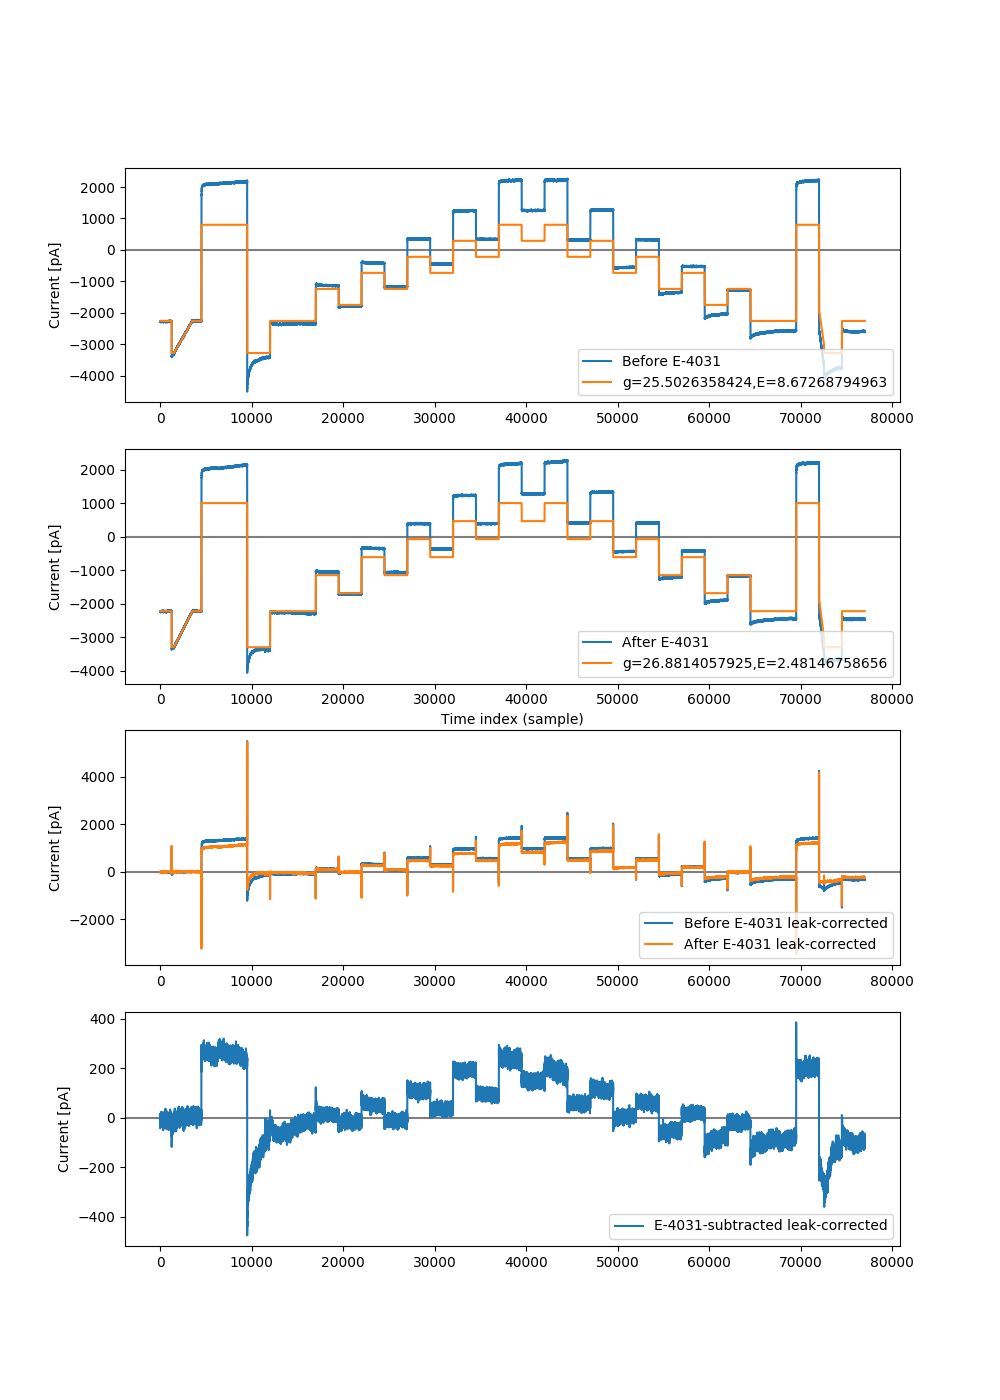 2000
1000
0
−1000
−2000
−3000
−4000
Current [pA]
Before E-4031
g=25.5026358424,E=8.67268794963
0 10000 20000 30000 40000 50000 60000 70000 80000
2000
1000
0
−1000
−2000
−3000
−4000
Current [pA]
After E-4031
g=26.8814057925,E=2.48146758656
0 10000 20000 30000 40000 50000 60000 70000 80000
Time index (sample)
4000
2000
0
−2000
Current [pA]
Before E-4031 leak-corrected
After E-4031 leak-corrected
0 10000 20000 30000 40000 50000 60000 70000 80000
400
200
0
−200
−400
Current [pA]
E-4031-subtracted leak-corrected
0 10000 20000 30000 40000 50000 60000 70000 80000